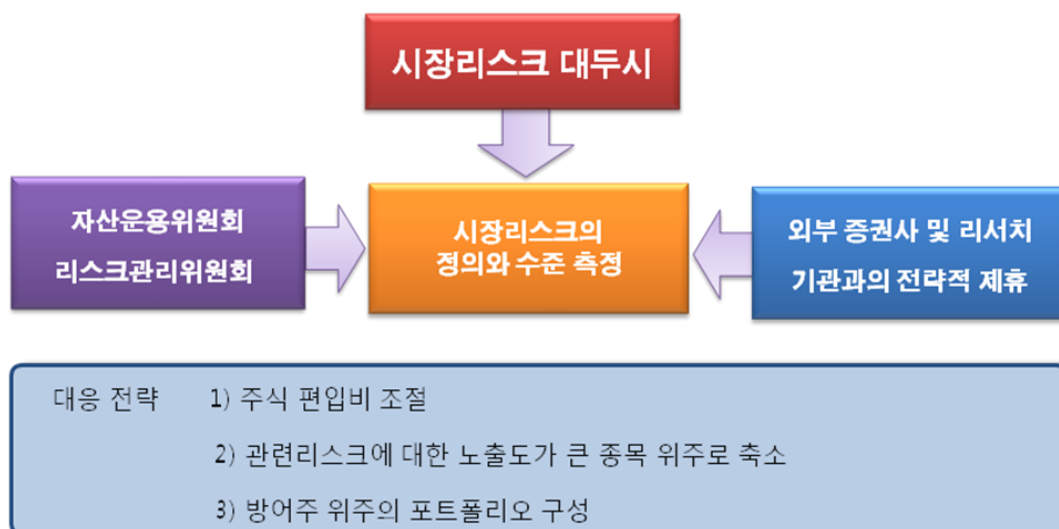 시장리스크 대두시
자산운용위원회
리스크관리위원회
시장리스크의
정의와 수준 측정
외부 증권사 및 리서치
기관과의 전략적 제휴
대응 전략 1) 주식 편입비 조절
2) 관련리스크에 대한 노출도가 큰 종목 위주로 축소
3) 방어주 위주의 포트폴리오 구성